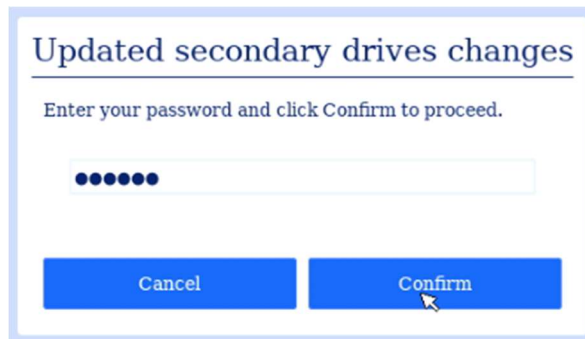 Updated secondary drives changes
Enter your password and click Confirm to proceed.
●●●●●●
Cancel
Confirm